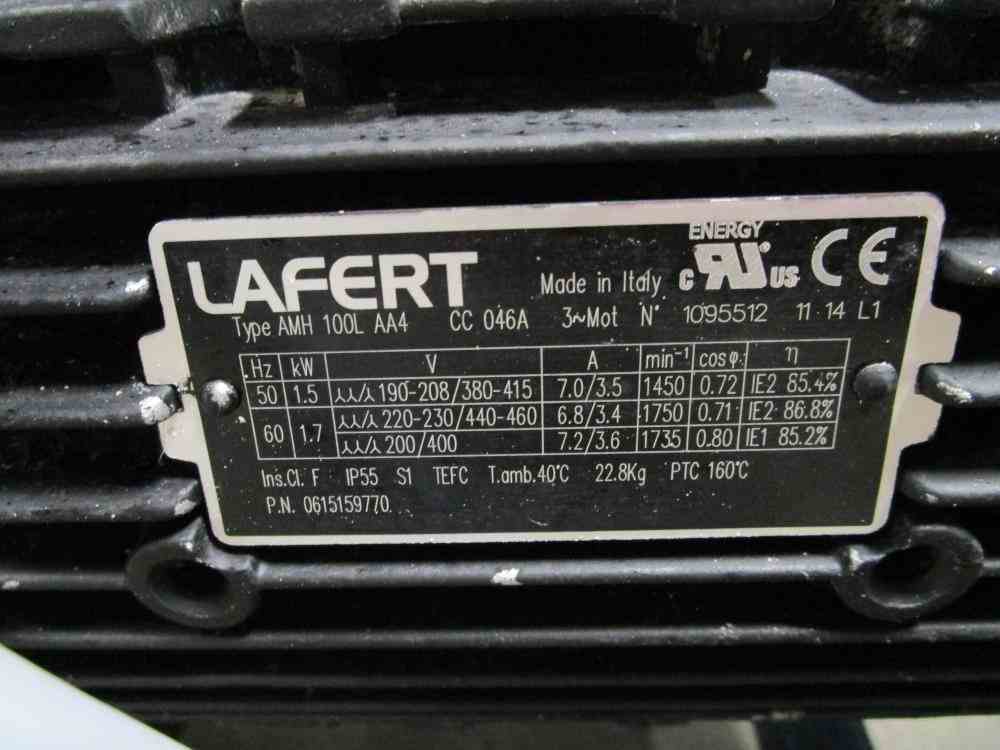 LAFERT Made in Italy ENERGY C RU US CE
Type AMH 100L AA4 CC 046A 3~Mot N° 1095512 11 14 L1
Hz kW V A min⁻¹ cosφ. η
50 1.5 ⅄⅄/⅄ 190-208/380-415 7.0/3.5 1450 0.72 IE2 85.4%
60 1.7 ⅄⅄/⅄ 220-230/440-460 6.8/3.4 1750 0.71 IE2 86.8%
⅄⅄/⅄ 200/400 7.2/3.6 1735 0.80 IE1 85.2%
Ins.Cl. F IP55 S1 TEFC T.amb.40°C 22.8Kg PTC 160°C
P.N. 0615159770